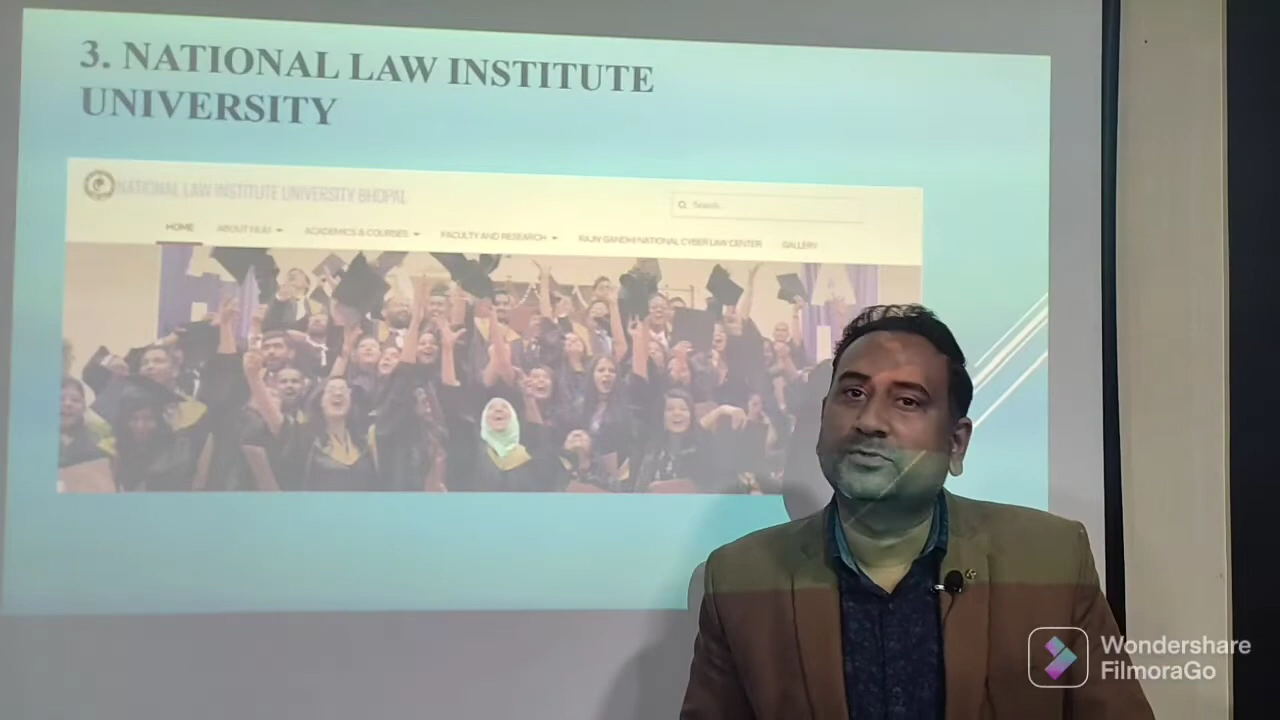 3. NATIONAL LAW INSTITUTE
UNIVERSITY
NATIONAL LAW INSTITUTE UNIVERSITY BHOPAL
Search...
HOME
ABOUT NLIU
ACADEMICS & COURSES
FACULTY AND RESEARCH
RAJIV GANDHI NATIONAL CYBER LAW CENTER
GALLERY
Wondershare
FilmoraGo